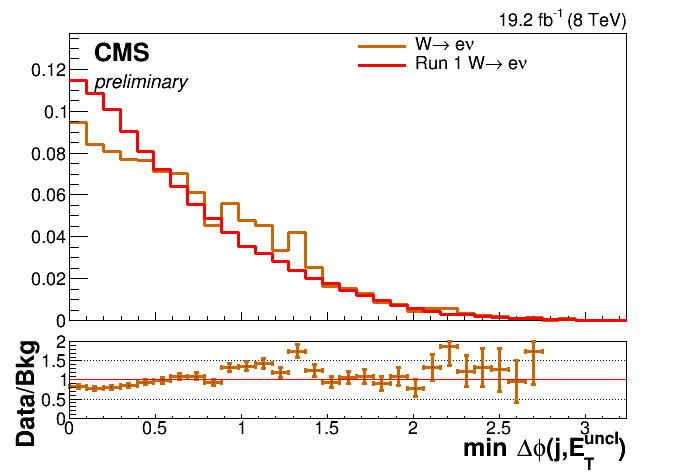 19.2 fb⁻¹ (8 TeV)
CMS
preliminary
W→ eν
Run 1 W→ eν
0.12
0.1
0.08
0.06
0.04
0.02
0
Data/Bkg
2
1.5
1
0.5
0
0 0.5 1 1.5 2 2.5 3
min Δϕ(j,E_T^uncl)